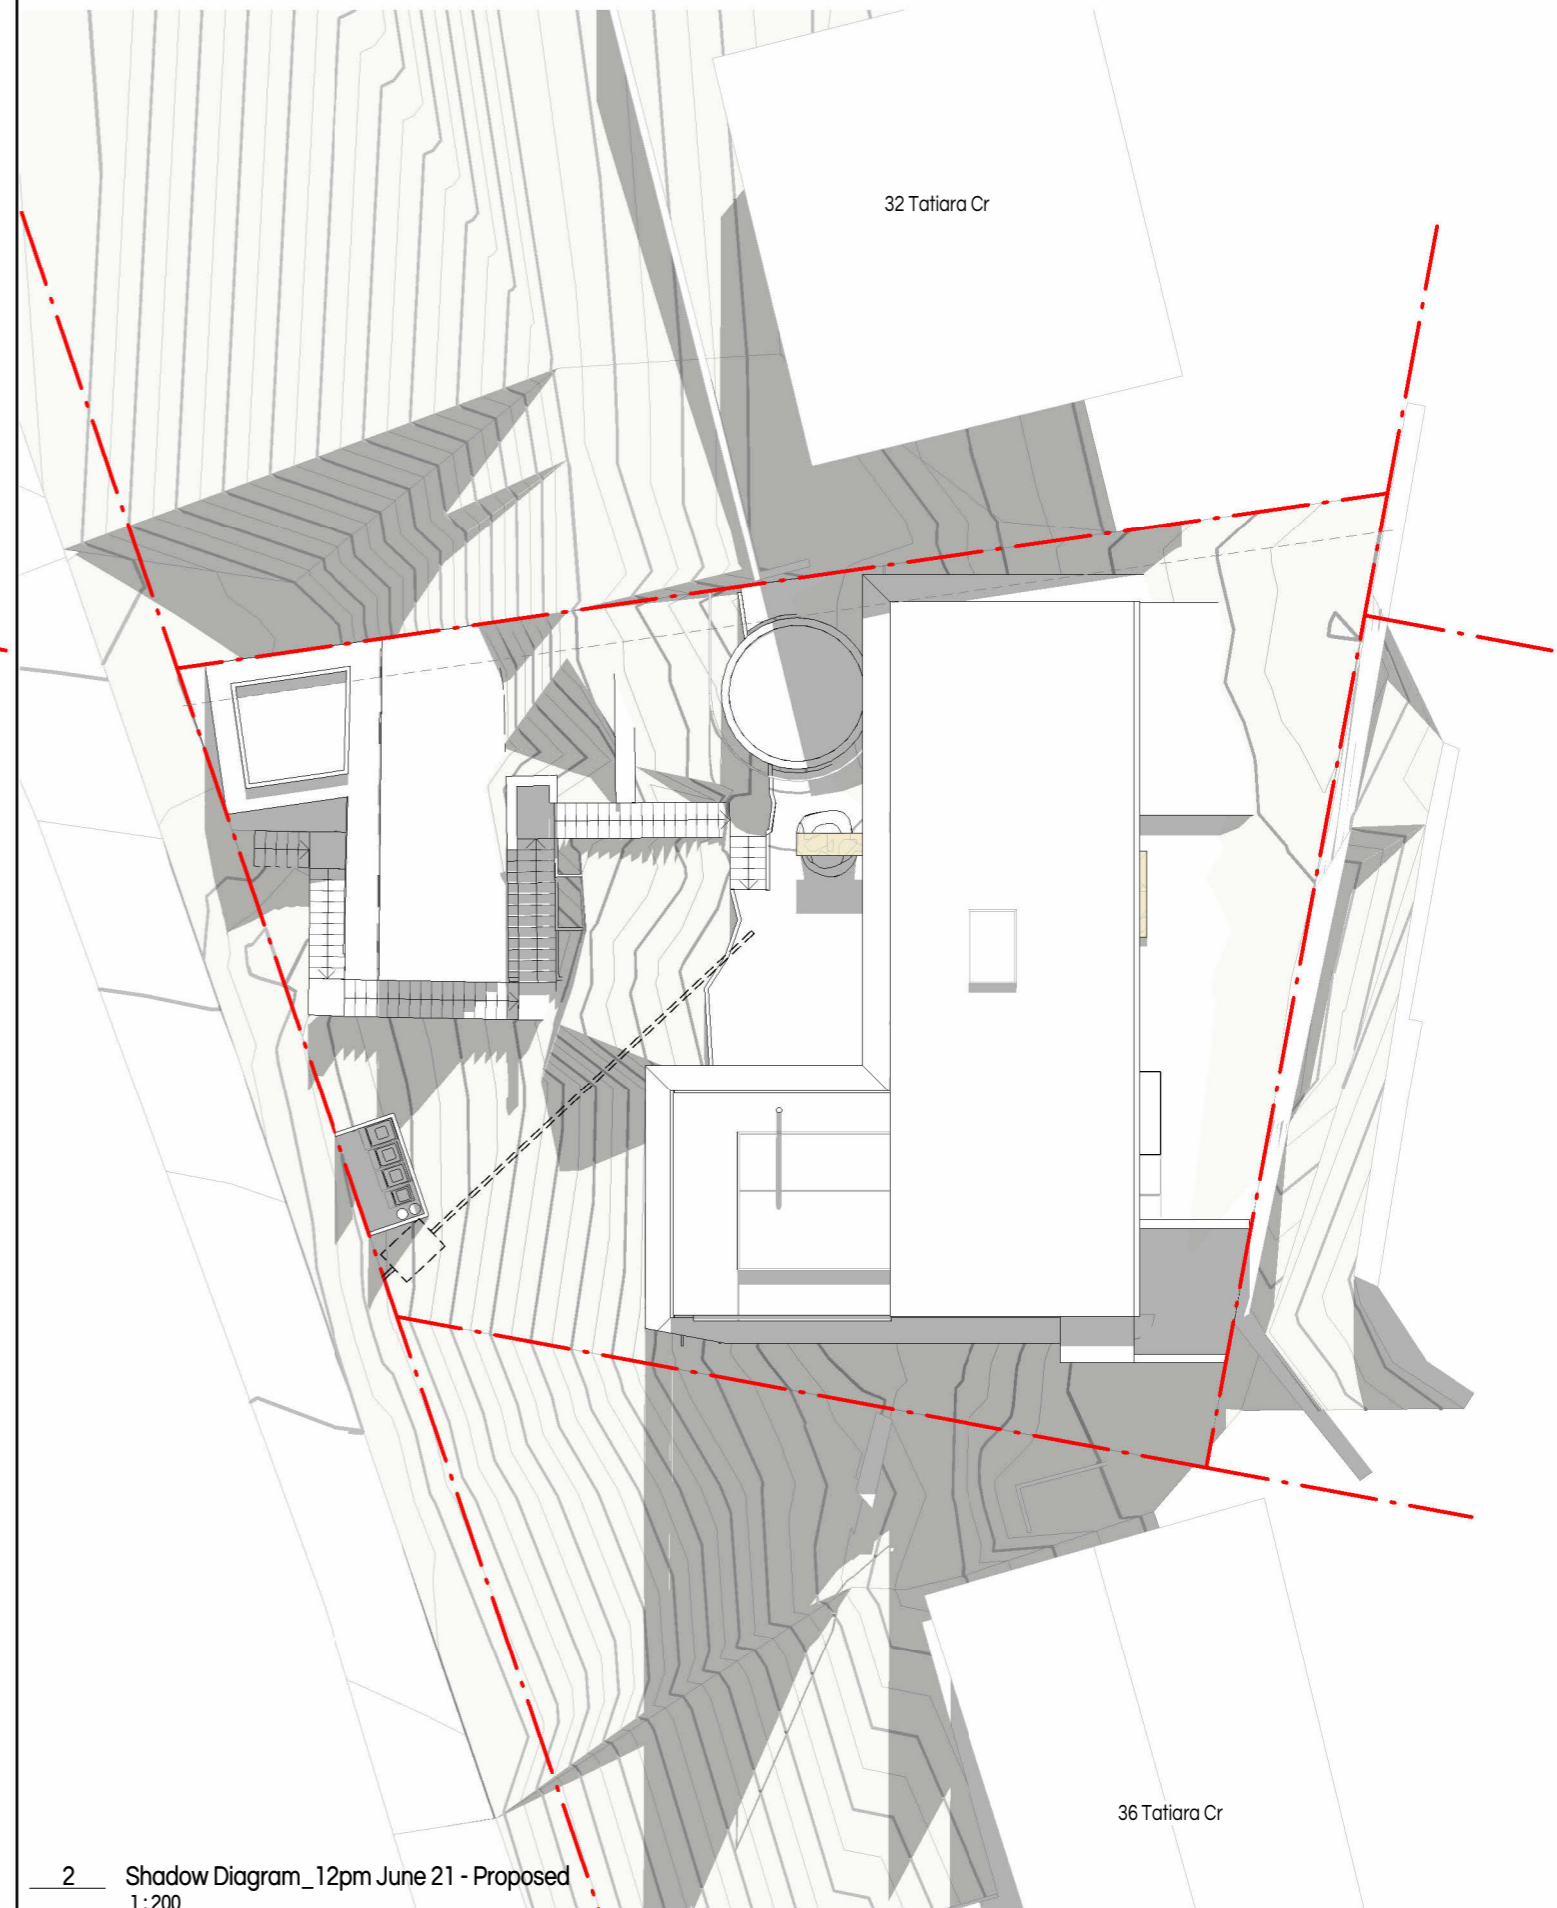 32 Tatiara Cr
36 Tatiara Cr
2 Shadow Diagram_12pm June 21 - Proposed
1 : 200